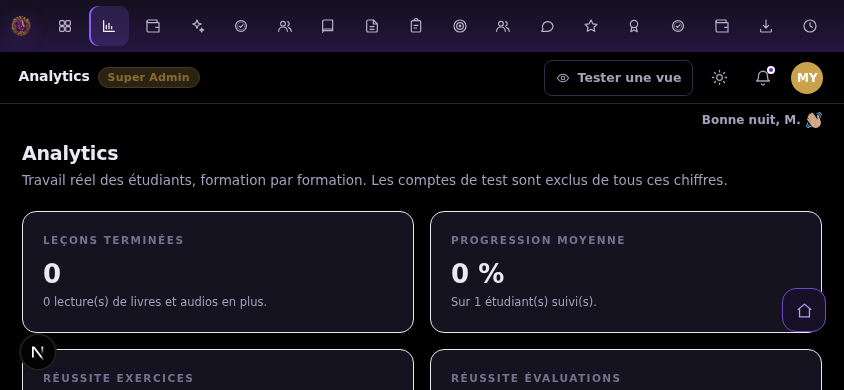 Analytics
Super Admin
Tester une vue
MY
Bonne nuit, M. 👋🏽
Analytics
Travail réel des étudiants, formation par formation. Les comptes de test sont exclus de tous ces chiffres.
LEÇONS TERMINÉES
0
0 lecture(s) de livres et audios en plus.
PROGRESSION MOYENNE
0 %
Sur 1 étudiant(s) suivi(s).
N
RÉUSSITE EXERCICES
RÉUSSITE ÉVALUATIONS